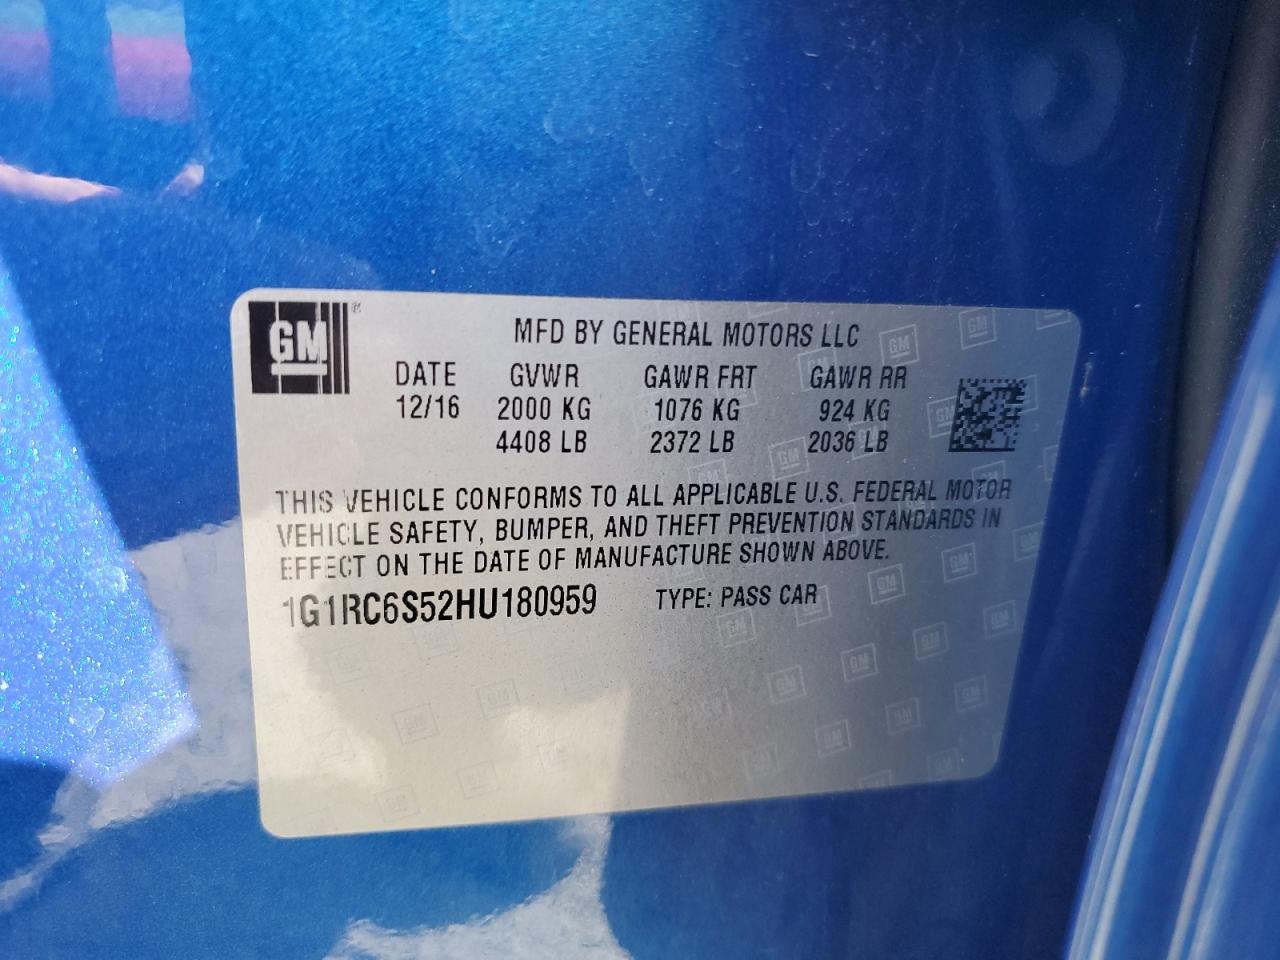 GM ®
MFD BY GENERAL MOTORS LLC
DATE GVWR GAWR FRT GAWR RR
12/16 2000 KG 1076 KG 924 KG
4408 LB 2372 LB 2036 LB
THIS VEHICLE CONFORMS TO ALL APPLICABLE U.S. FEDERAL MOTOR
VEHICLE SAFETY, BUMPER, AND THEFT PREVENTION STANDARDS IN
EFFECT ON THE DATE OF MANUFACTURE SHOWN ABOVE.
1G1RC6S52HU180959 TYPE: PASS CAR